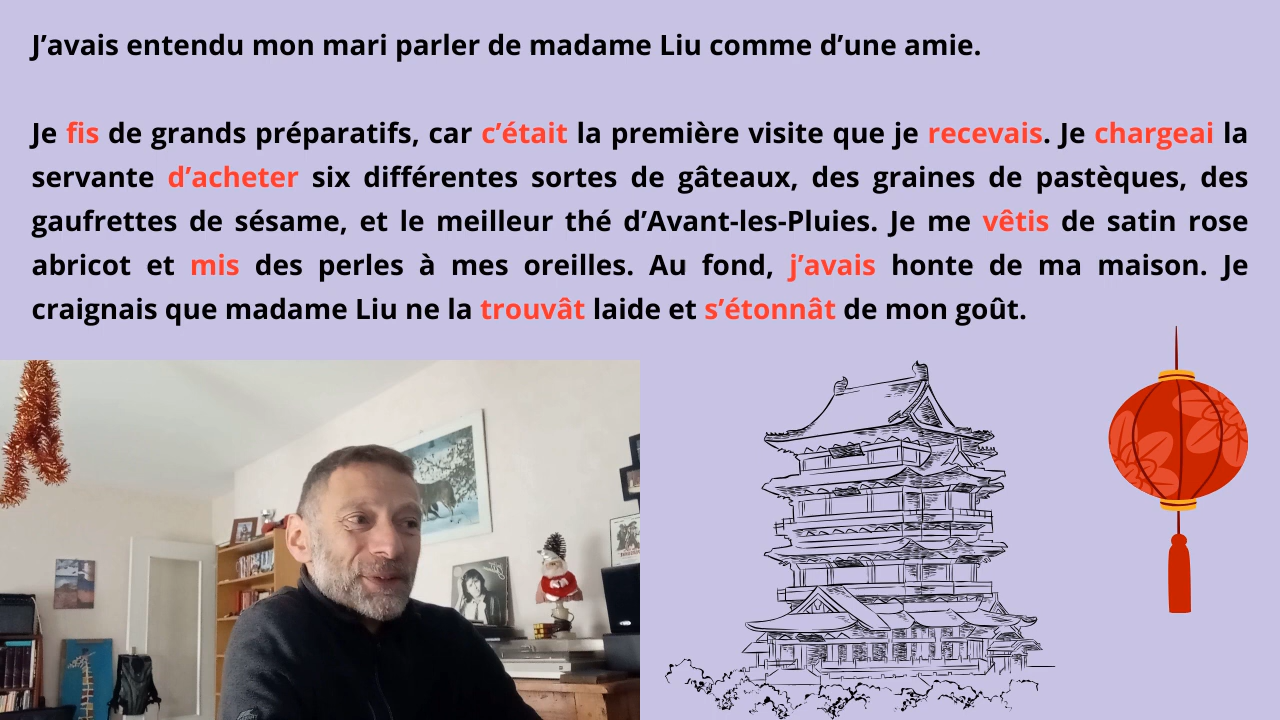 J’avais entendu mon mari parler de madame Liu comme d’une amie.
Je fis de grands préparatifs, car c’était la première visite que je recevais. Je chargeai la
servante d’acheter six différentes sortes de gâteaux, des graines de pastèques, des
gaufrettes de sésame, et le meilleur thé d’Avant-les-Pluies. Je me vêtis de satin rose
abricot et mis des perles à mes oreilles. Au fond, j’avais honte de ma maison. Je
craignais que madame Liu ne la trouvât laide et s’étonnât de mon goût.